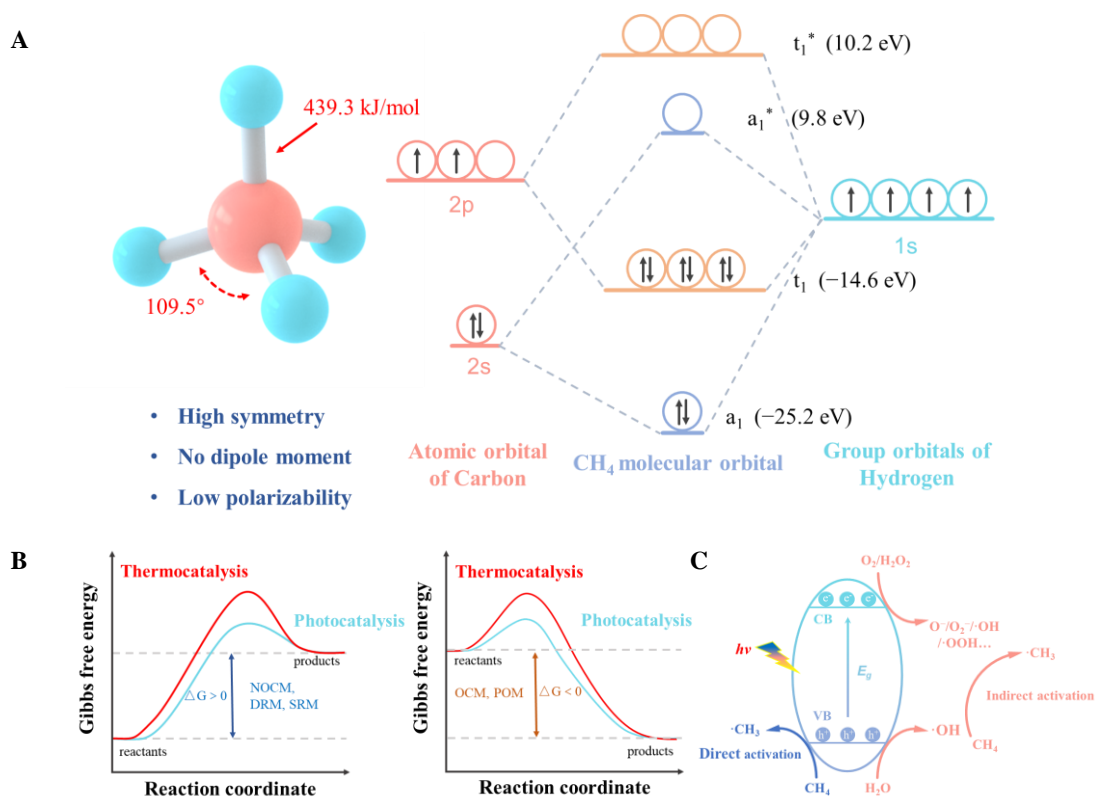 A
439.3 kJ/mol
109.5°
• High symmetry
• No dipole moment
• Low polarizability
t₁* (10.2 eV)
a₁* (9.8 eV)
2p
1s
t₁ (−14.6 eV)
2s
a₁ (−25.2 eV)
Atomic orbital
of Carbon
CH₄ molecular orbital
Group orbitals of
Hydrogen
B
Gibbs free energy
Thermocatalysis
Photocatalysis
products
△G > 0
NOCM,
DRM, SRM
reactants
Reaction coordinate
Gibbs free energy
Thermocatalysis
Photocatalysis
reactants
OCM, POM
△G < 0
products
Reaction coordinate
C
O₂/H₂O₂
e⁻ e⁻ e⁻
CB
O⁻/O₂⁻/·OH
/·OOH…
hv
Eg
·CH₃
Indirect activation
VB
h⁺ h⁺ h⁺
·CH₃
·OH
Direct activation
CH₄
CH₄
H₂O